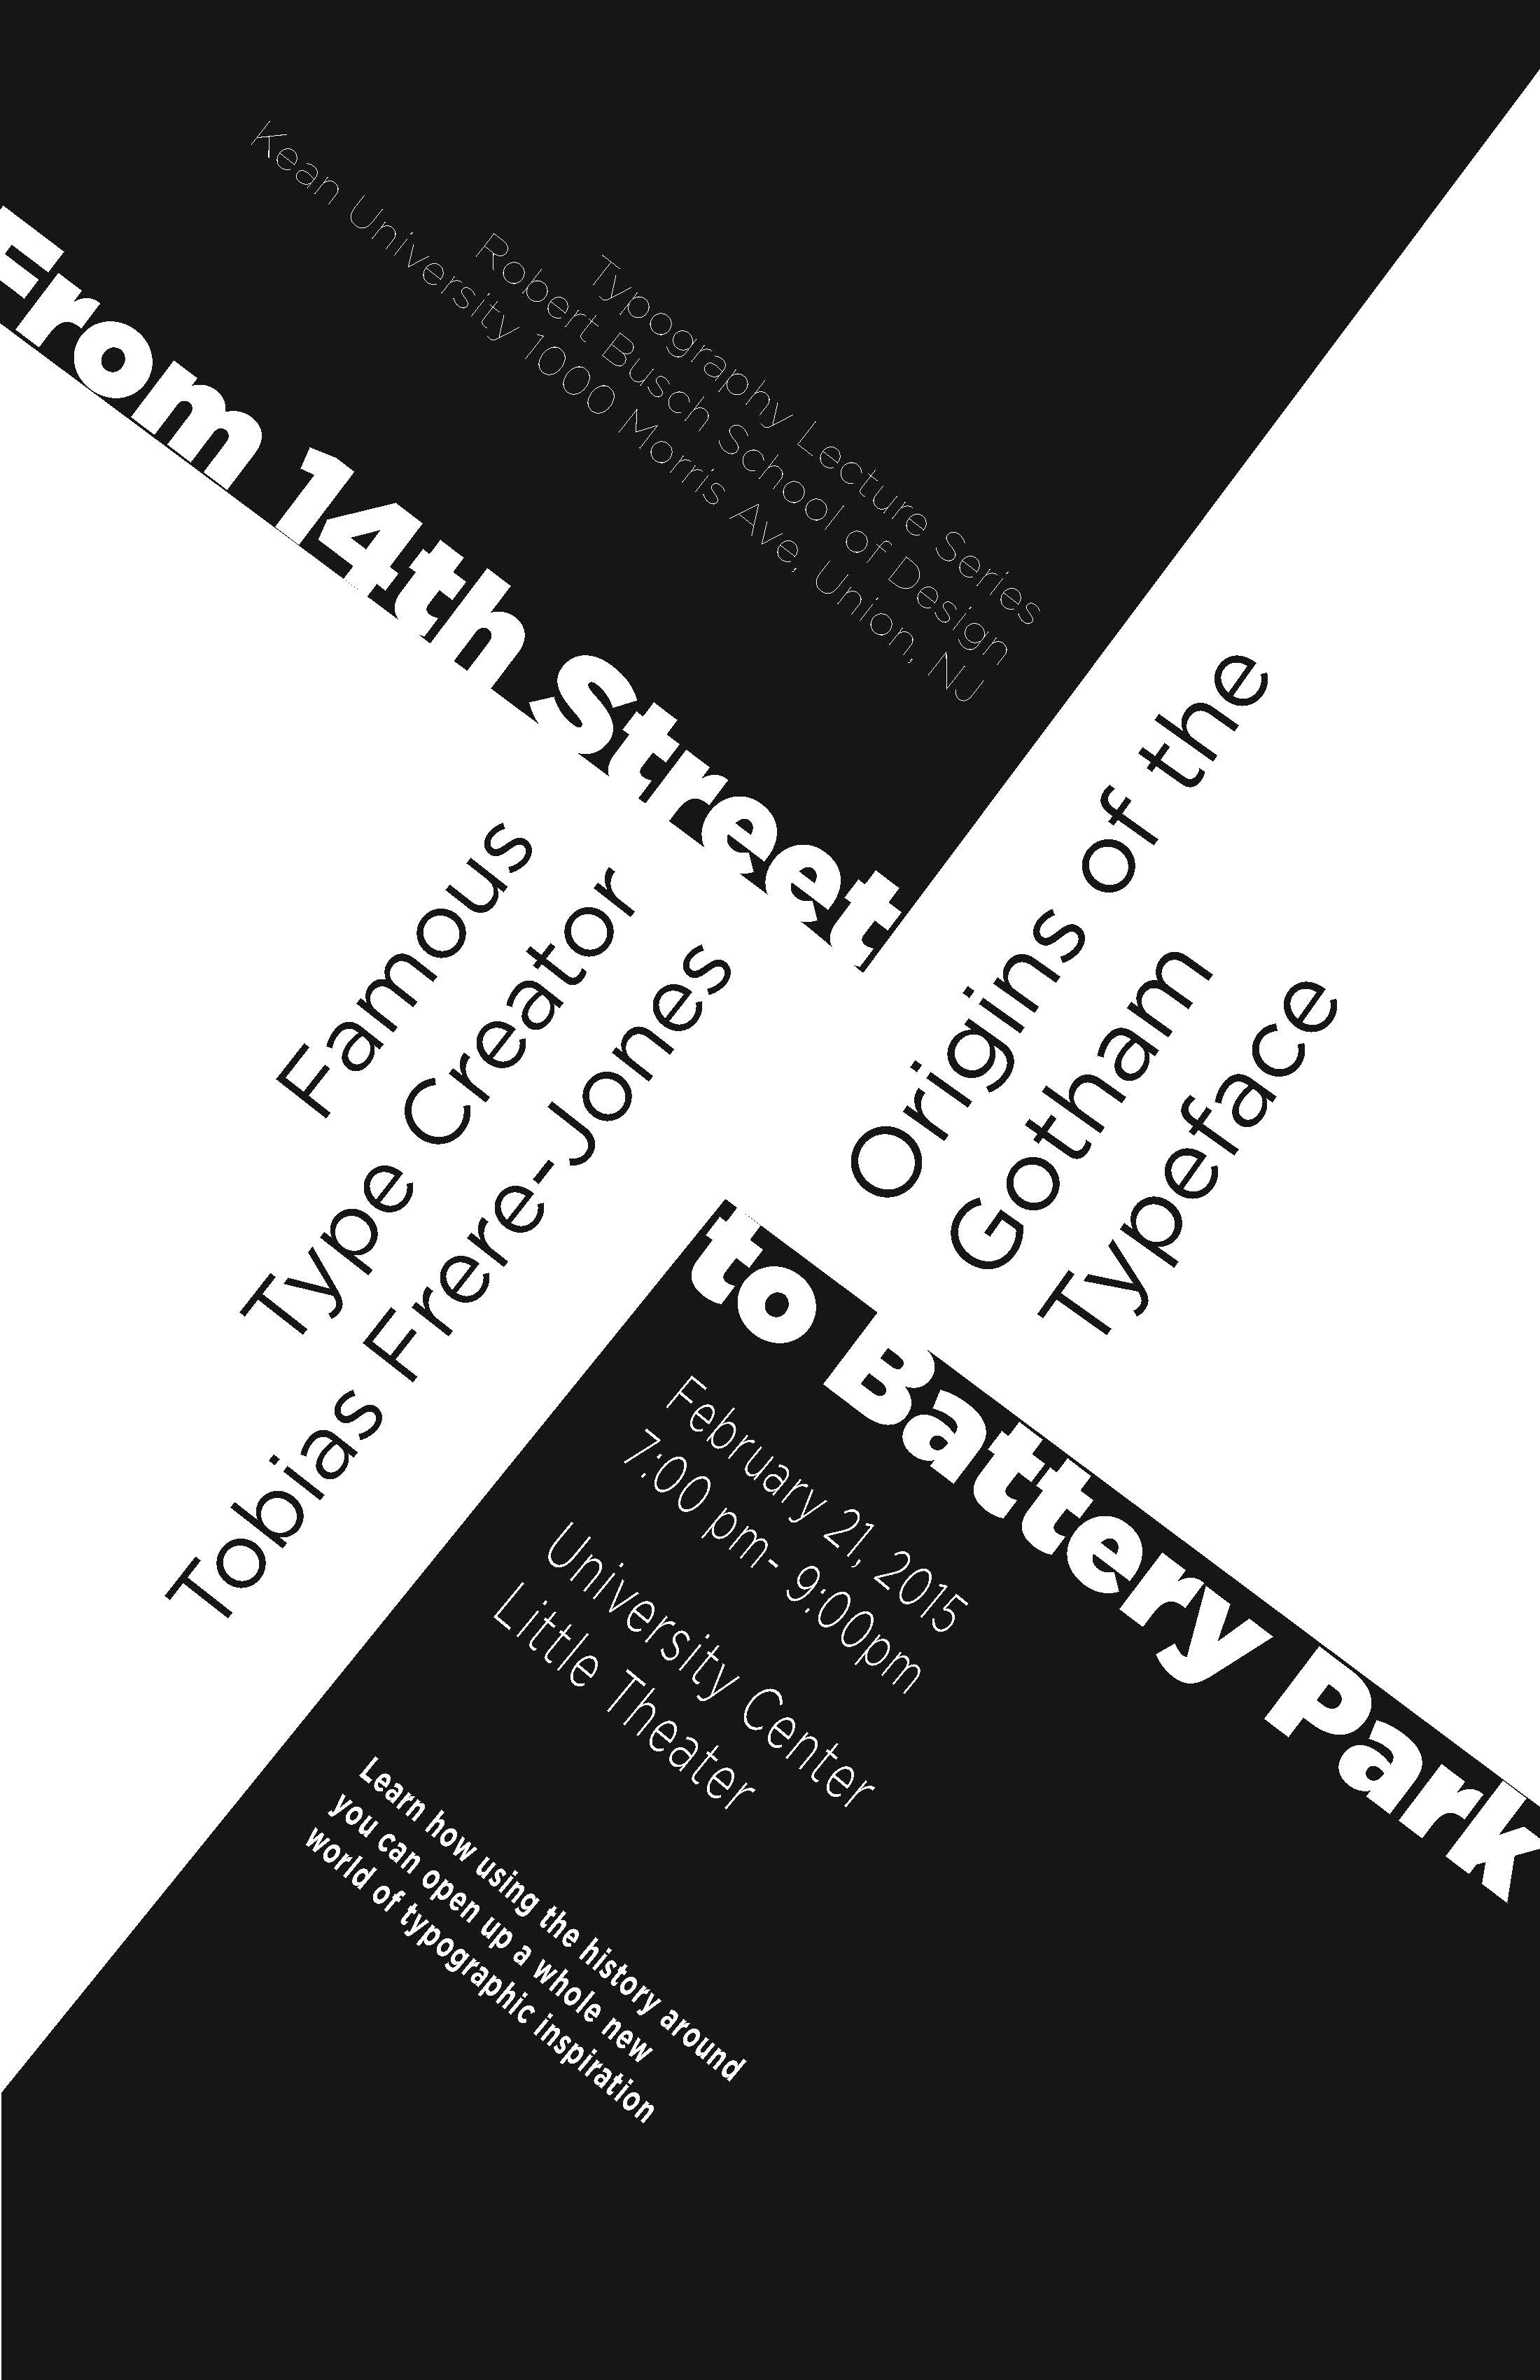 Typography Lecture Series
Robert Busch School of Design
Kean University 1000 Morris Ave, Union, NJ
From 14th Street
Famous
Type Creator
Tobias Frere-Jones
Origins of the
Gotham
Typeface
to Battery Park
February 21, 2015
7:00 pm- 9:00pm
University Center
Little Theater
Learn how using the history around
you can open up a whole new
world of typographic inspiration